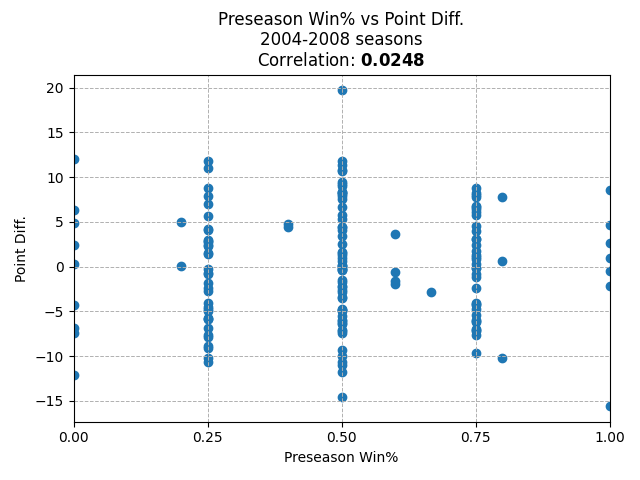 Preseason Win% vs Point Diff.
2004-2008 seasons
Correlation: 0.0248
20
15
10
5
0
−5
−10
−15
Point Diff.
0.00 0.25 0.50 0.75 1.00
Preseason Win%